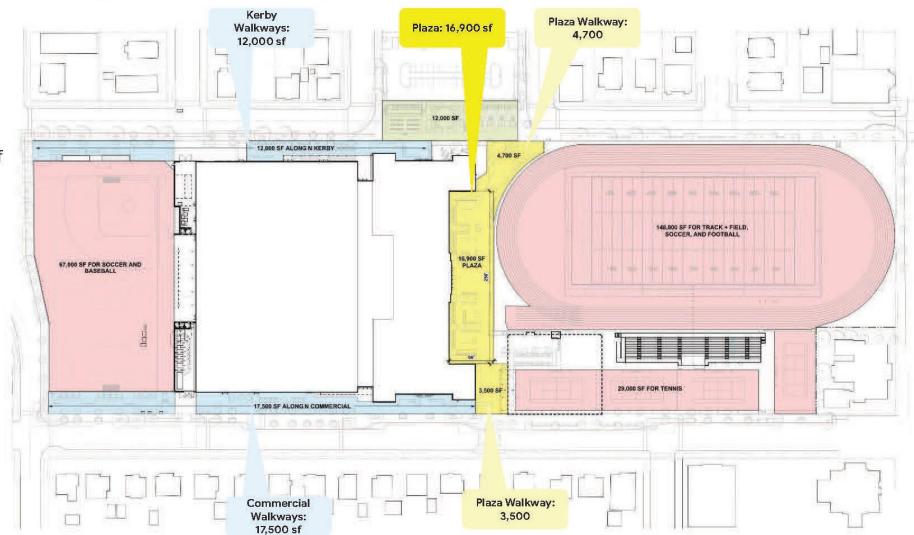 Kerby
Walkways:
12,000 sf
Plaza: 16,900 sf
Plaza Walkway:
4,700
f
12,000 SF
12,000 SF ALONG N KERBY
4,700 SF
67,000 SF FOR SOCCER AND
BASEBALL
16,900 SF
PLAZA
148,800 SF FOR TRACK + FIELD,
SOCCER, AND FOOTBALL
3,500 SF
29,000 SF FOR TENNIS
17,500 SF ALONG N COMMERCIAL
Commercial
Walkways:
17,500 sf
Plaza Walkway:
3,500